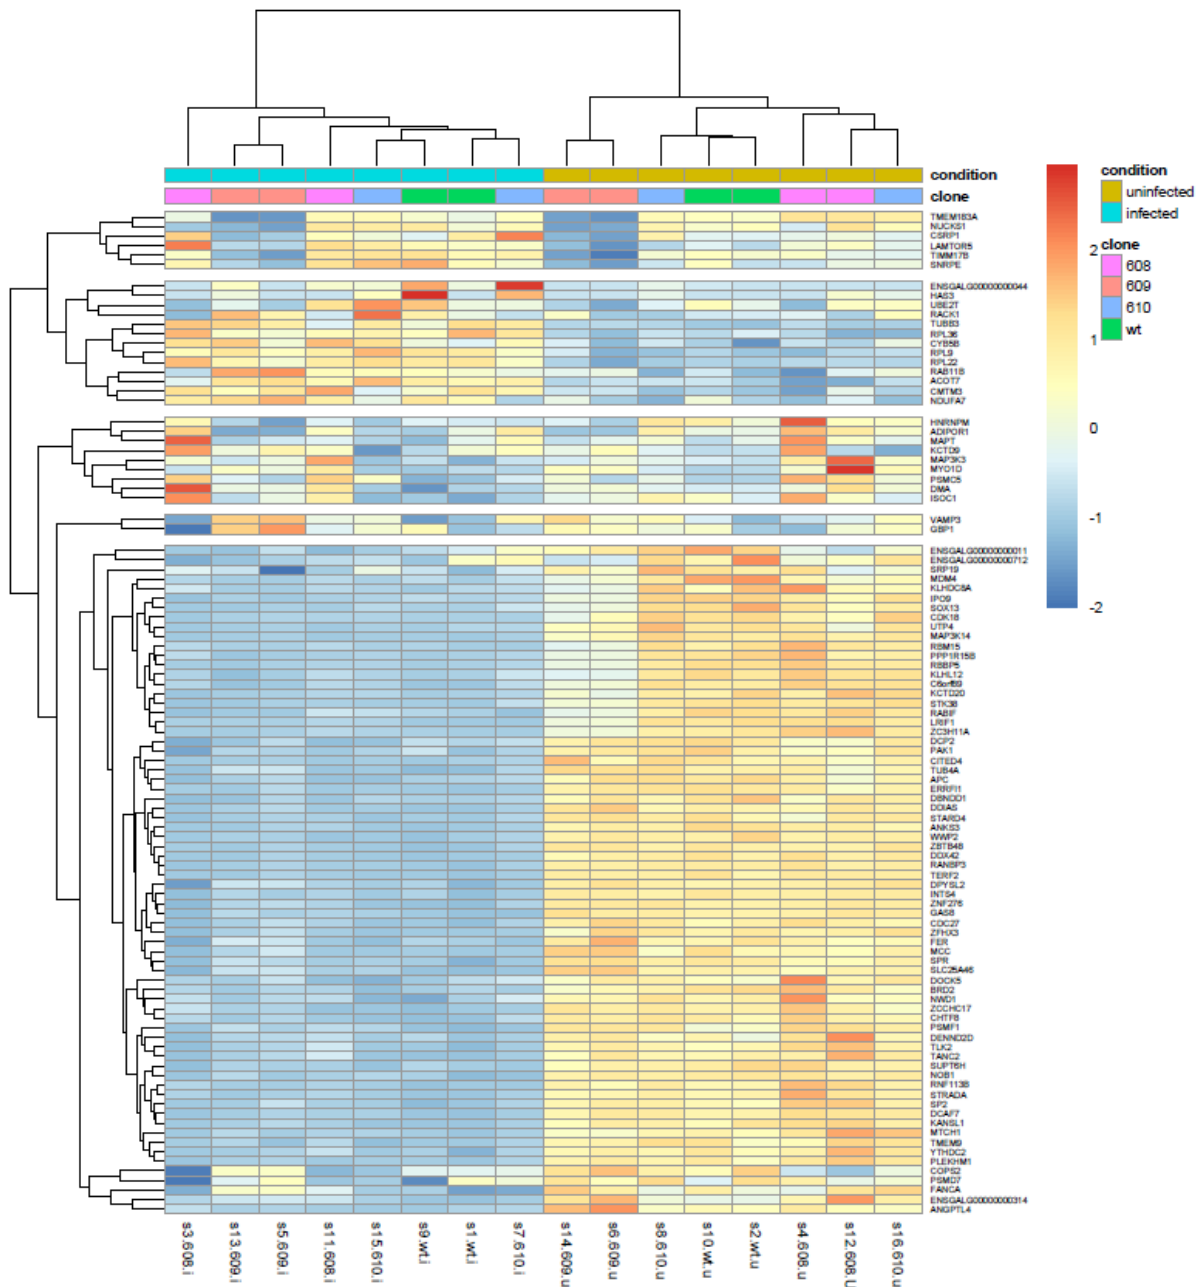 condition
clone
TMEM183A
NUCKS1
CSRP1
LAMTOR5
TIMM17B
SNRPE
ENSGALG00000000044
HAS3
UBE2T
RACK1
TUBB3
RPL36
CYB5B
RPL9
RPL22
RAB11B
ACOT7
CMTM3
NDUFA7
HNRNPM
ADIPOR1
MAPT
KCTD9
MAP3K3
MYO1D
PSMC5
DMA
ISOC1
VAMP3
GBP1
ENSGALG00000000011
ENSGALG00000000712
SRP19
MDM4
KLHDC8A
IPO9
SOX13
CDK18
UTP4
MAP3K14
RBM15
PPP1R15B
RBBP5
KLHL12
C6orf89
KCTD20
STK38
RABIF
LRIF1
ZC3H11A
DCP2
PAK1
CITED4
TUB4A
APC
ERRFI1
DBNDD1
DDIAS
STARD4
ANKS3
WWP2
ZBTB48
DDX42
RANBP3
TERF2
DPYSL2
INTS4
ZNF276
GAS8
CDC27
ZFHX3
FER
MCC
SPR
SLC25A46
DOCK5
BRD2
NWD1
ZCCHC17
CHTF8
PSMF1
DENND2D
TLK2
TANC2
SUPT6H
NOB1
RNF113B
STRADA
SP2
DCAF7
KANSL1
MTCH1
TMEM9
YTHDC2
PLEKHM1
COPS2
PSMD7
FANCA
ENSGALG00000000314
ANGPTL4
s3.608.i
s13.609.i
s5.609.i
s11.608.i
s15.610.i
s9.wt.i
s1.wt.i
s7.610.i
s14.609.u
s6.609.u
s8.610.u
s10.wt.u
s2.wt.u
s4.608.u
s12.608.u
s16.610.u
2
1
0
-1
-2
condition
uninfected
infected
clone
608
609
610
wt